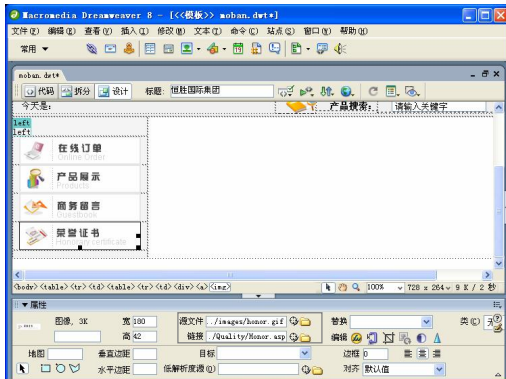 Macromedia Dreamweaver 8 - [<<模板>> moban.dwt*]
文件(F) 编辑(E) 查看(V) 插入(I) 修改(M) 文本(T) 命令(C) 站点(S) 窗口(W) 帮助(H)
常用
moban.dwt*
代码 拆分 设计 标题: 恒胜国际集团
今天是: 产品搜索: 请输入关键字
left
left
在线订单
Online Order
产品展示
Products
商务留言
Guestbook
荣誉证书
Honorary certificate
<body> <table> <tr> <td> <table> <tr> <td> <div> <a> <img> 100% 728 x 264 9 K / 2 秒
属性
图像, 3K 宽 180 源文件 ../images/honor.gif 替换 类(C) 无
高 42 链接 ../Quality/Honor.asp 编辑
地图 垂直边距 目标 边框 0
水平边距 低解析度源(O) 对齐 默认值